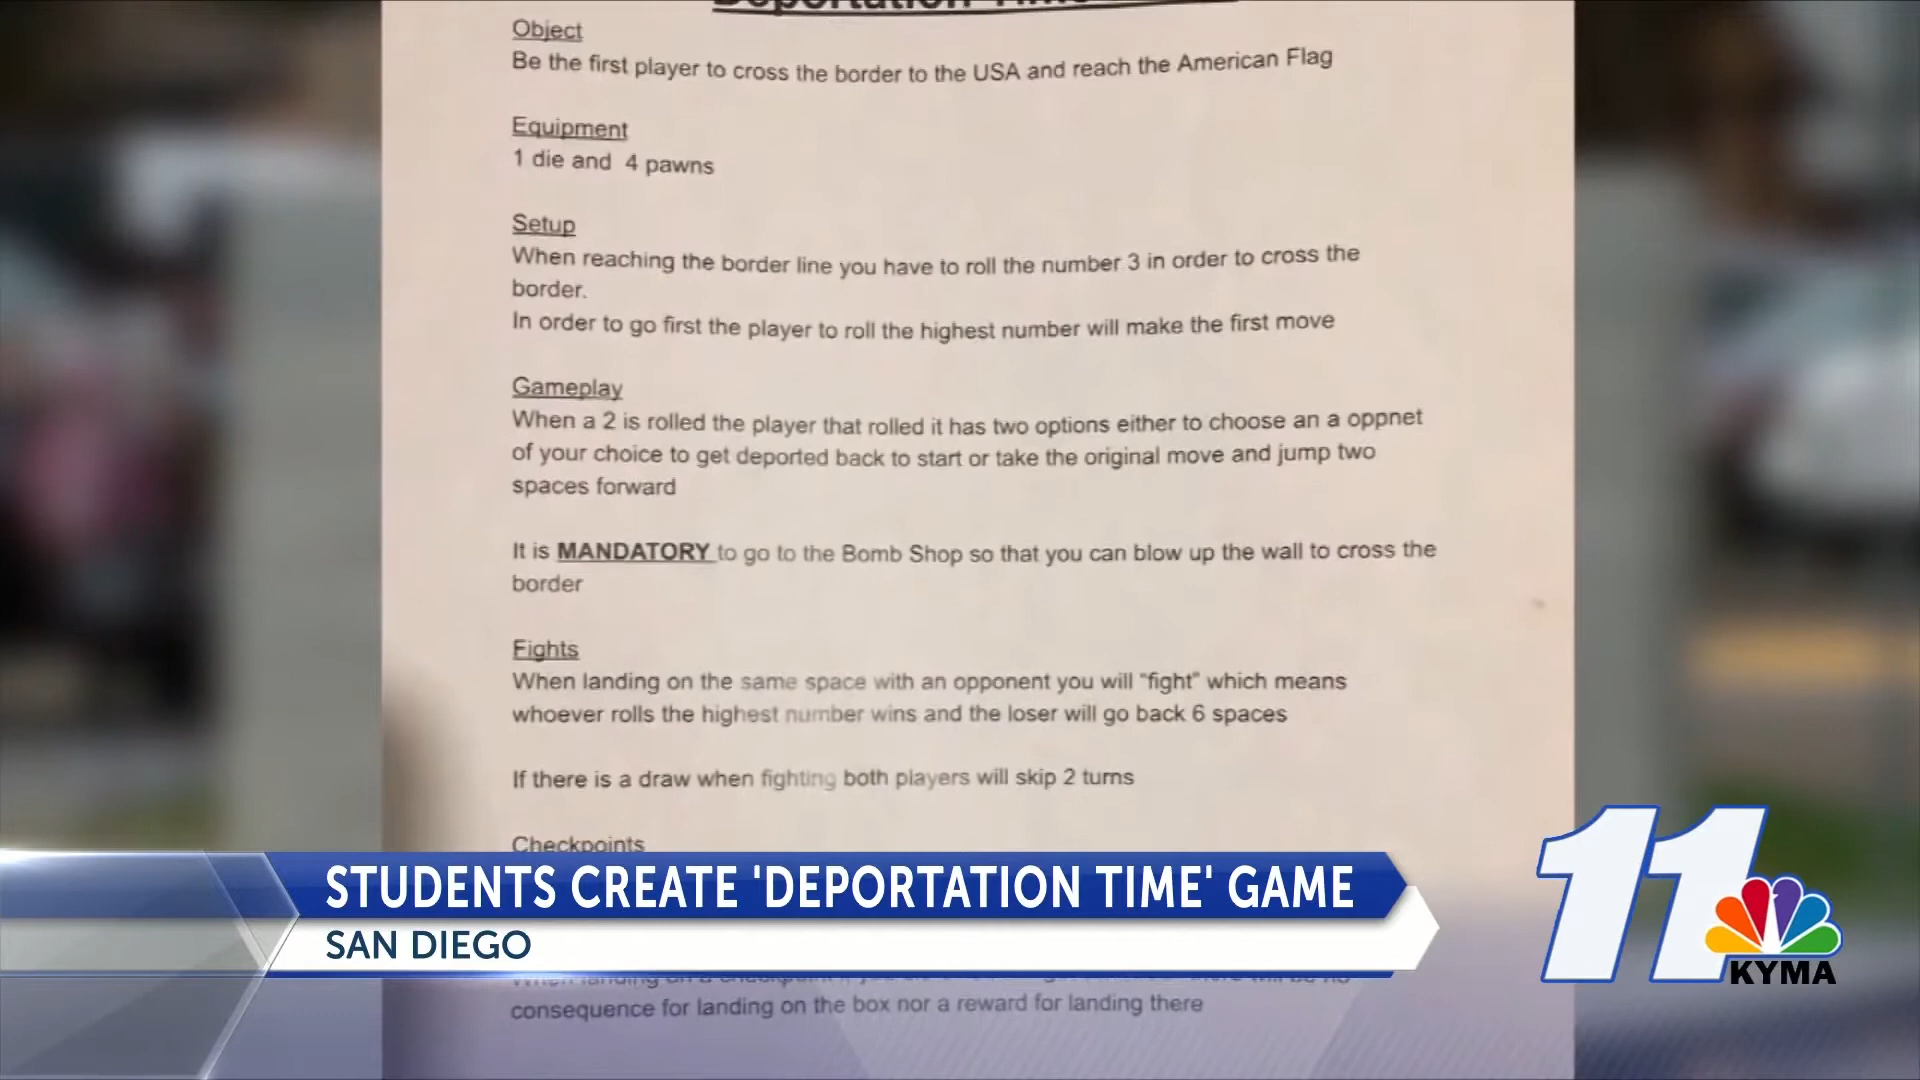 Deportation Time
Object
Be the first player to cross the border to the USA and reach the American Flag
Equipment
1 die and 4 pawns
Setup
When reaching the border line you have to roll the number 3 in order to cross the
border.
In order to go first the player to roll the highest number will make the first move
Gameplay
When a 2 is rolled the player that rolled it has two options either to choose an a oppnet
of your choice to get deported back to start or take the original move and jump two
spaces forward
It is MANDATORY to go to the Bomb Shop so that you can blow up the wall to cross the
border
Fights
When landing on the same space with an opponent you will "fight" which means
whoever rolls the highest number wins and the loser will go back 6 spaces
If there is a draw when fighting both players will skip 2 turns
Checkpoints
STUDENTS CREATE 'DEPORTATION TIME' GAME
SAN DIEGO
11
KYMA
When landing on a checkpoint
consequence for landing on the box nor a reward for landing there